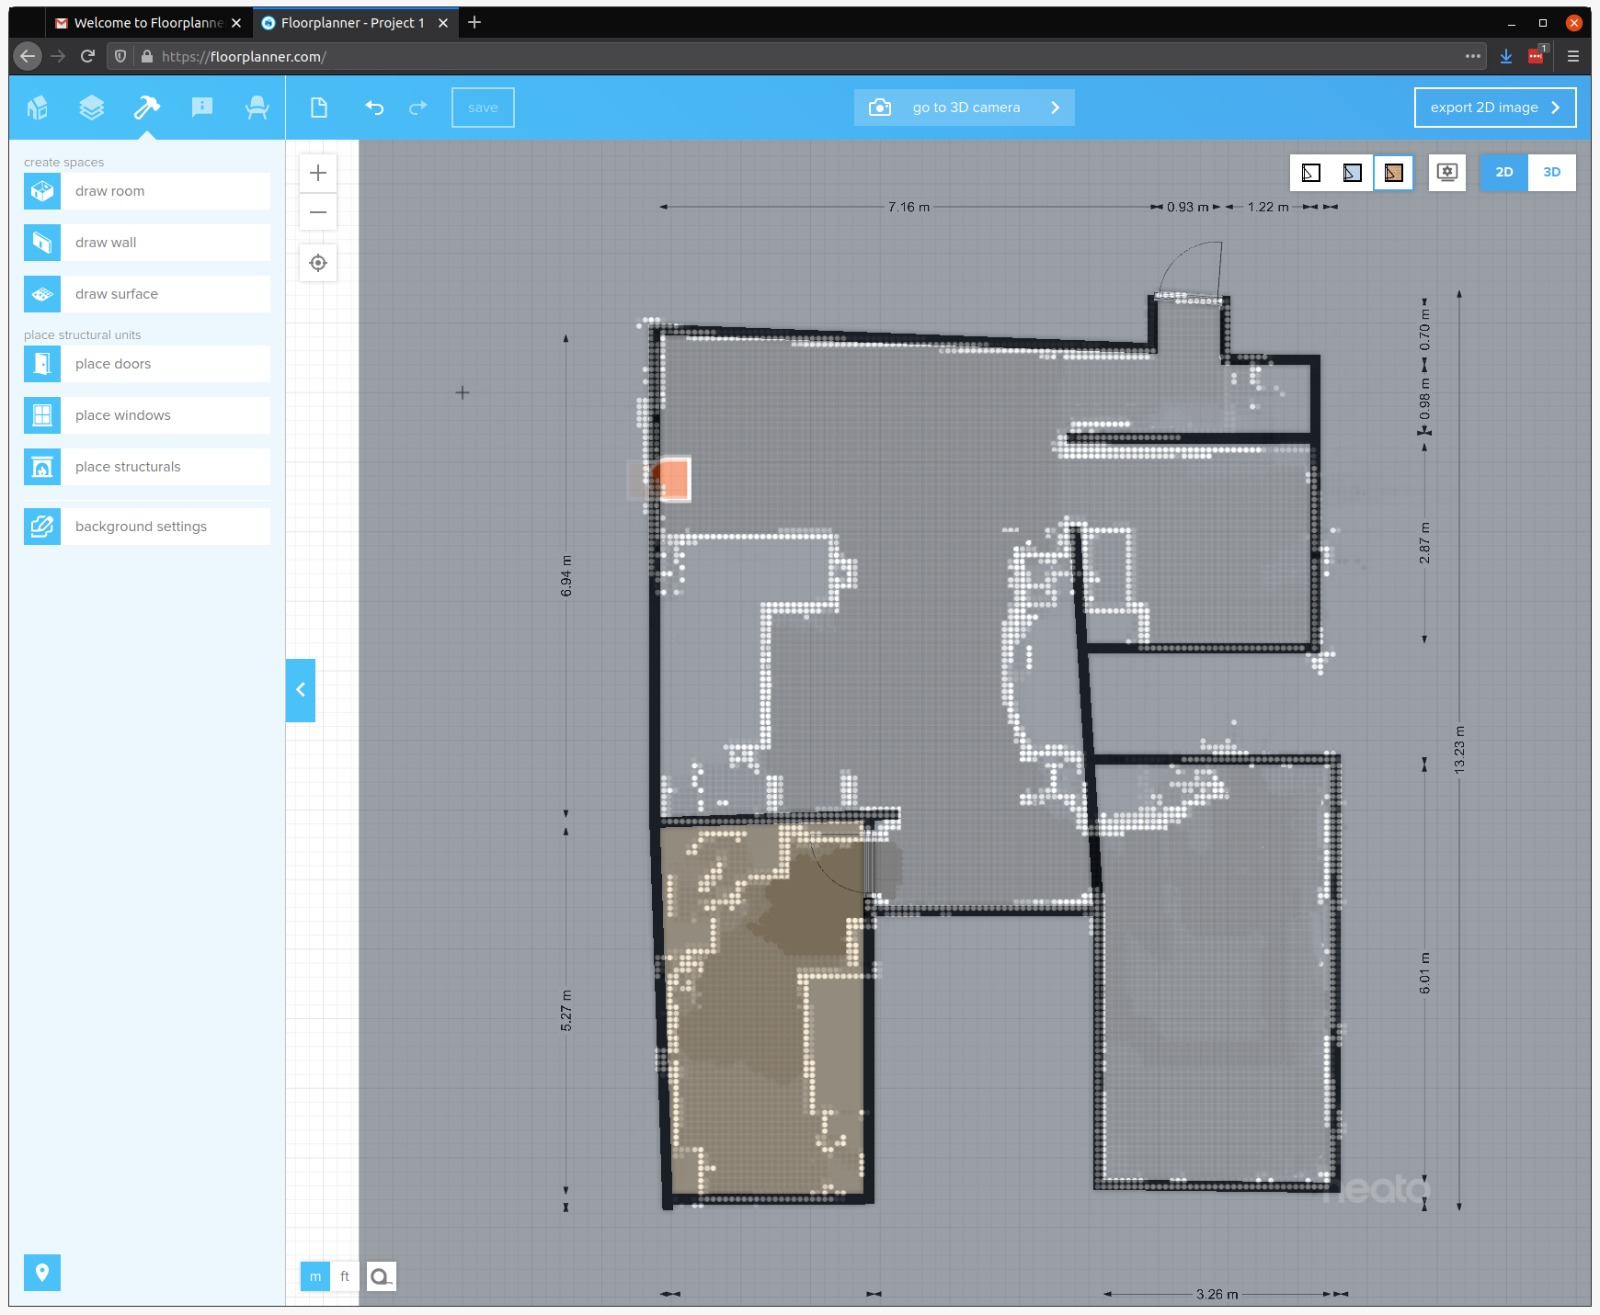 Welcome to Floorplanne
Floorplanner - Project 1
https://floorplanner.com/
1
save
go to 3D camera
export 2D image
create spaces
draw room
draw wall
draw surface
place structural units
place doors
place windows
place structurals
background settings
2D
3D
7.16 m
0.93 m
1.22 m
0.70 m
0.98 m
2.87 m
6.94 m
13.23 m
6.01 m
5.27 m
neato
m
ft
3.26 m